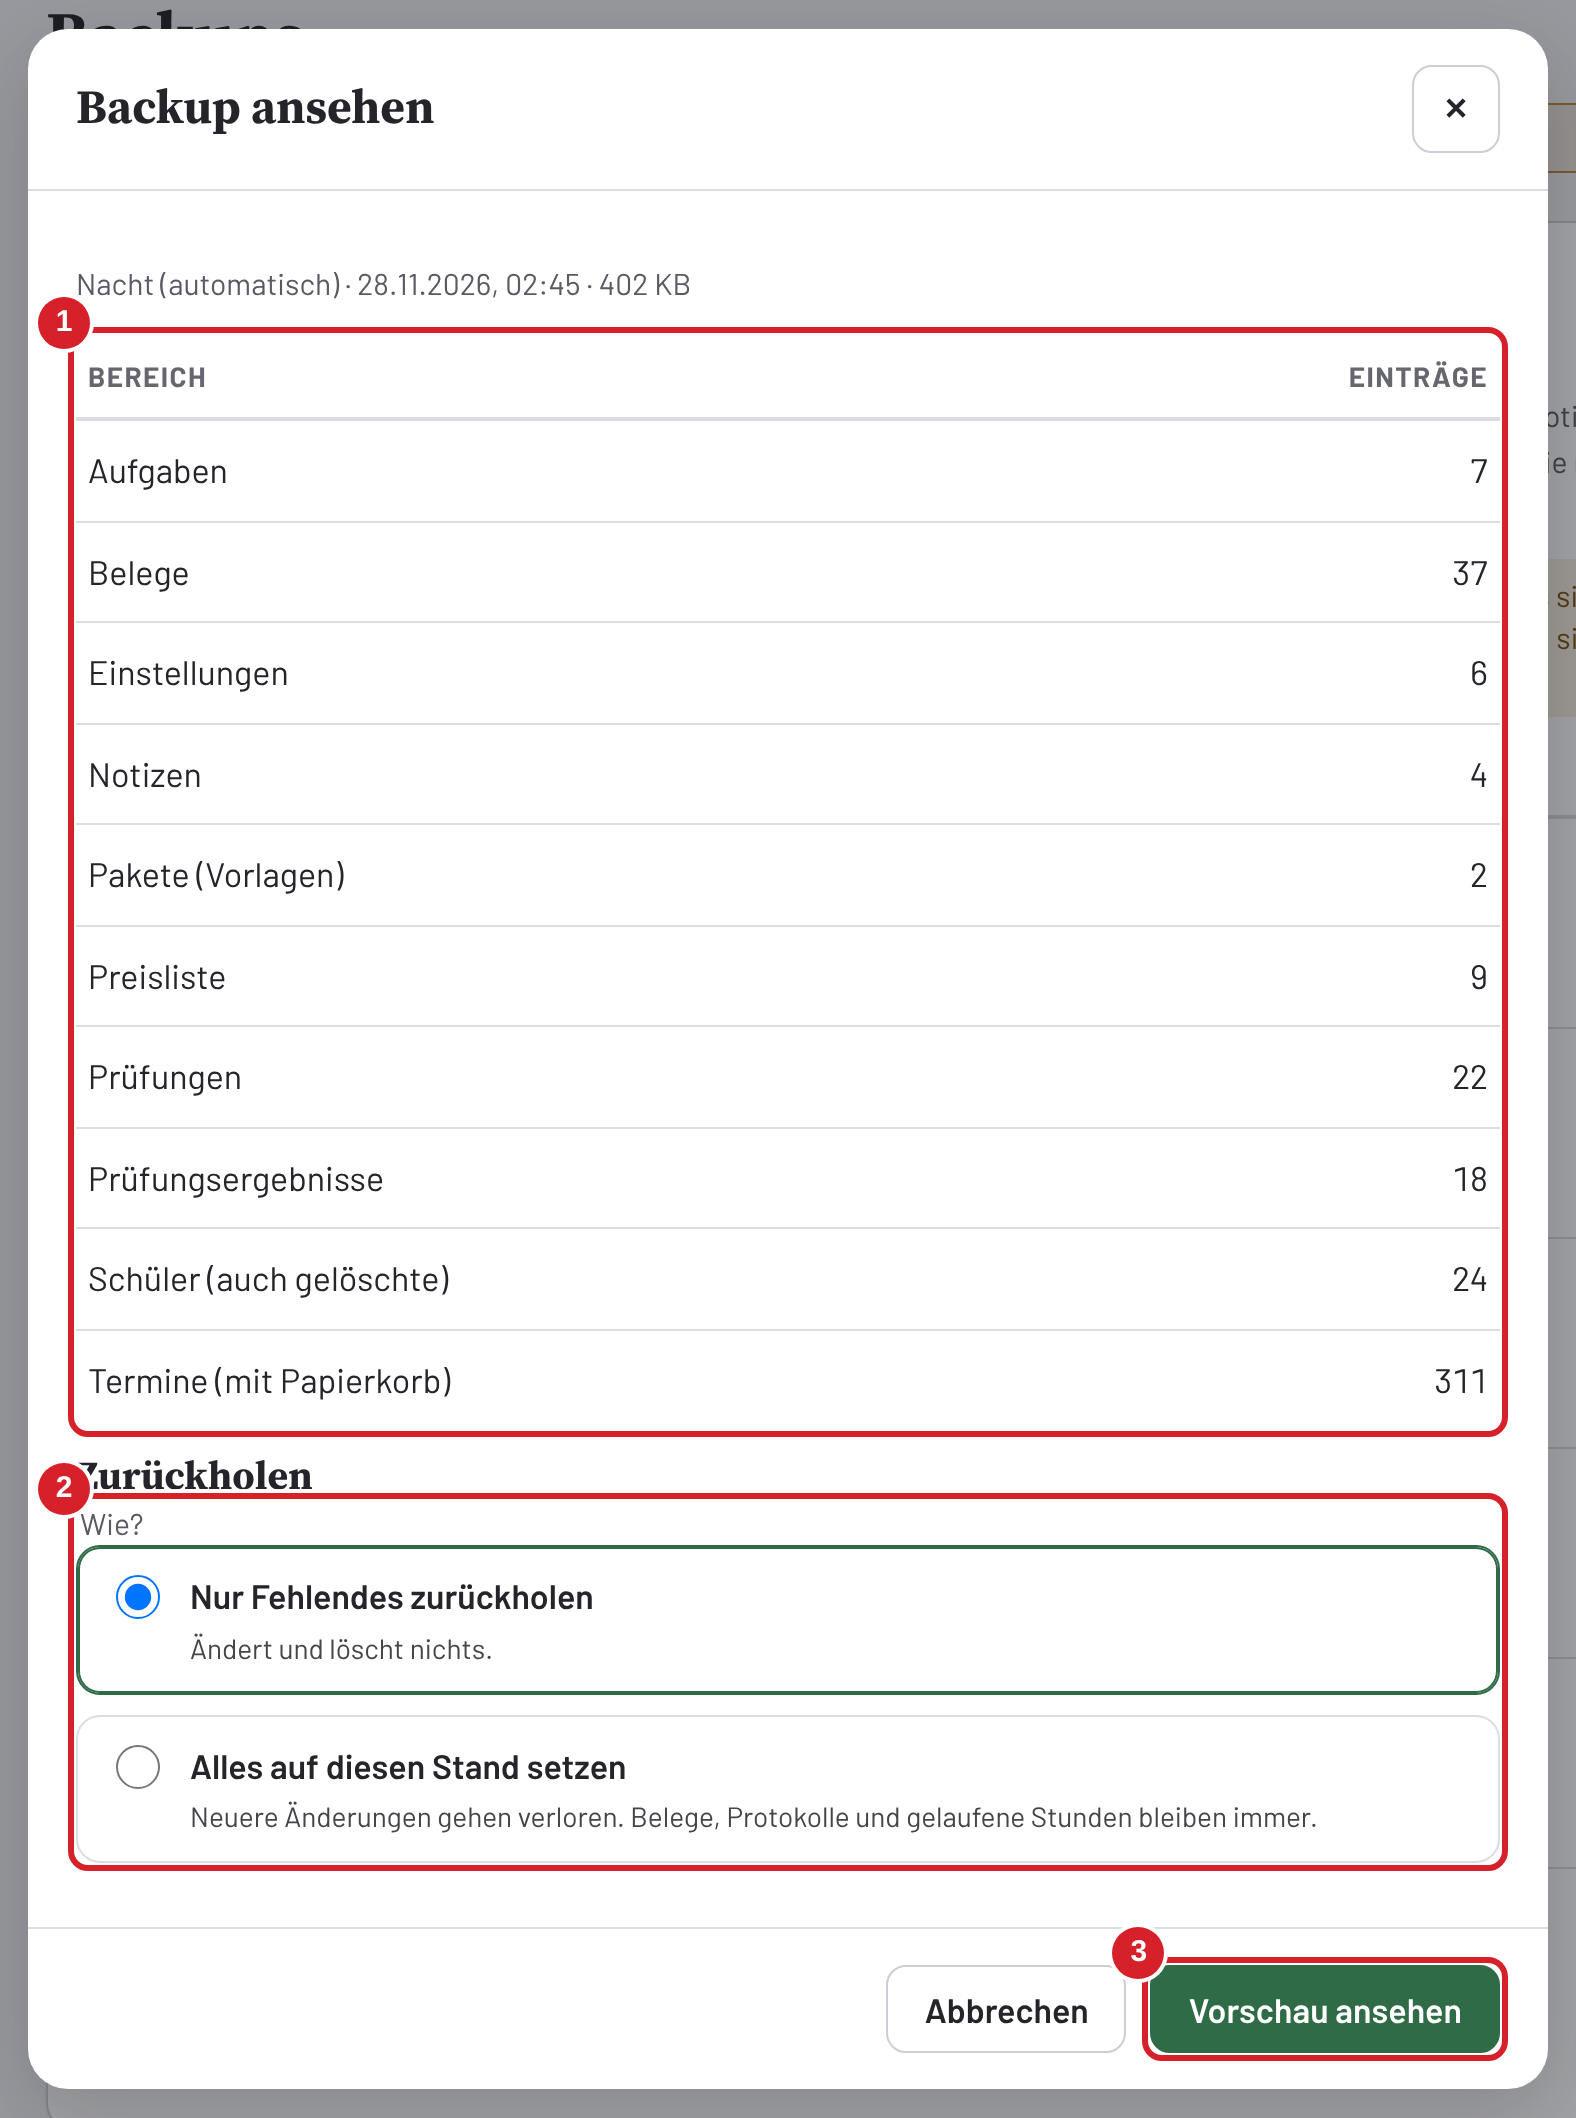 Backup ansehen
×
Nacht (automatisch) · 28.11.2026, 02:45 · 402 KB
1
BEREICH EINTRÄGE
Aufgaben 7
Belege 37
Einstellungen 6
Notizen 4
Pakete (Vorlagen) 2
Preisliste 9
Prüfungen 22
Prüfungsergebnisse 18
Schüler (auch gelöschte) 24
Termine (mit Papierkorb) 311
2
Zurückholen
Wie?
Nur Fehlendes zurückholen
Ändert und löscht nichts.
Alles auf diesen Stand setzen
Neuere Änderungen gehen verloren. Belege, Protokolle und gelaufene Stunden bleiben immer.
3
Abbrechen Vorschau ansehen